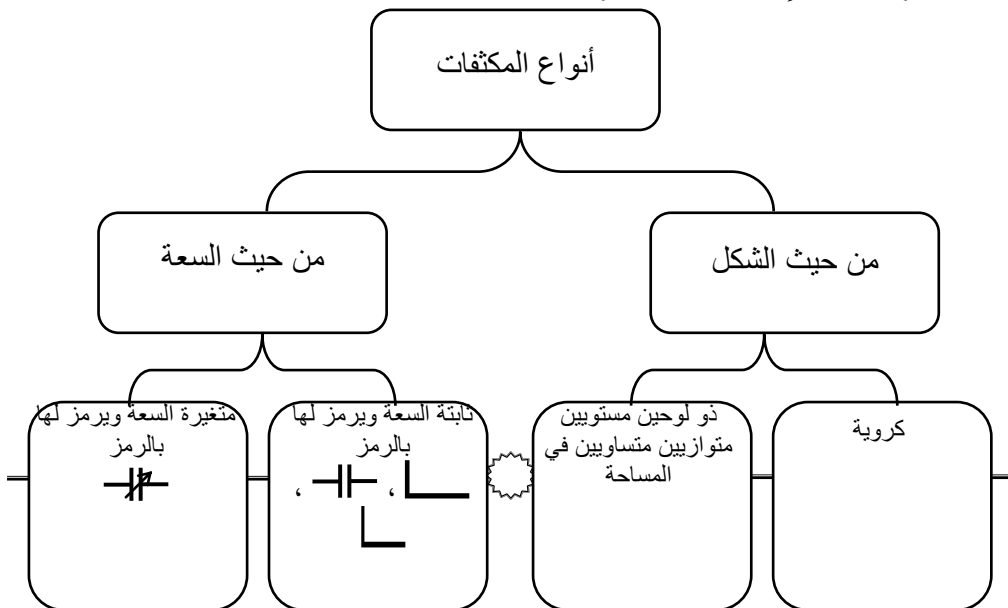 أنواع المكثفات
من حيث الشكل
من حيث السعة
كروية
ذو لوحين مستويين
متوازيين متساويين في
المساحة
ثابتة السعة ويرمز لها
بالرمز
، ،
متغيرة السعة ويرمز لها
بالرمز